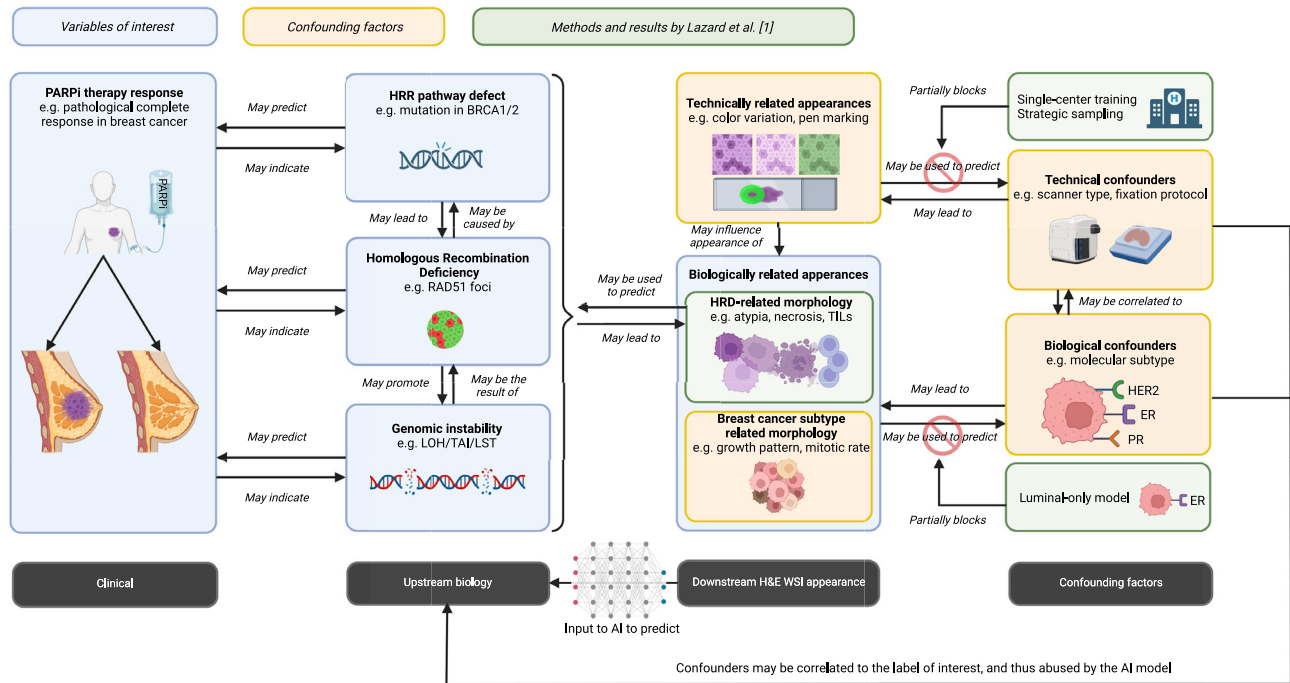 Variables of interest
Confounding factors
Methods and results by Lazard et al. [1]
PARPi therapy response
e.g. pathological complete
response in breast cancer
PARPi
May predict
May indicate
May predict
May indicate
May predict
May indicate
HRR pathway defect
e.g. mutation in BRCA1/2
May lead to
May be
caused by
Homologous Recombination
Deficiency
e.g. RAD51 foci
May promote
May be the
result of
Genomic instability
e.g. LOH/TAI/LST
May be used
to predict
May lead to
Technically related appearances
e.g. color variation, pen marking
May influence
appearance of
Biologically related apperances
HRD-related morphology
e.g. atypia, necrosis, TILs
Breast cancer subtype
related morphology
e.g. growth pattern, mitotic rate
Partially blocks
May be used to predict
May lead to
May lead to
May be used to predict
Partially blocks
Single-center training
Strategic sampling
H
Technical confounders
e.g. scanner type, fixation protocol
May be correlated to
Biological confounders
e.g. molecular subtype
HER2
ER
PR
Luminal-only model
ER
Clinical
Upstream biology
Input to AI to predict
Downstream H&E WSI appearance
Confounding factors
Confounders may be correlated to the label of interest, and thus abused by the AI model